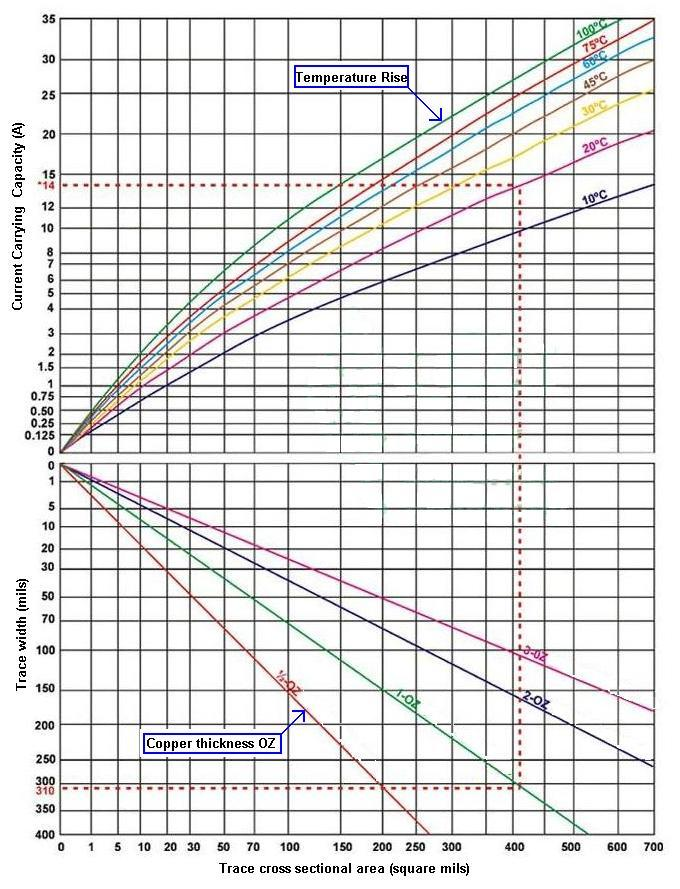 Current Carrying Capacity (A)
35
30
25
20
15
*14
12
10
8
7
6
5
4
3
2
1.5
1
0.75
0.50
0.25
0.125
0
Temperature Rise
100°C
75°C
60°C
45°C
30°C
20°C
10°C
Trace width (mils)
0
1
5
10
20
30
50
70
100
150
200
250
300
310
350
400
3-0Z
2-OZ
1-OZ
½-OZ
Copper thickness OZ
0 1 5 10 20 30 50 70 100 150 200 250 300 400 500 600 700
Trace cross sectional area (square mils)